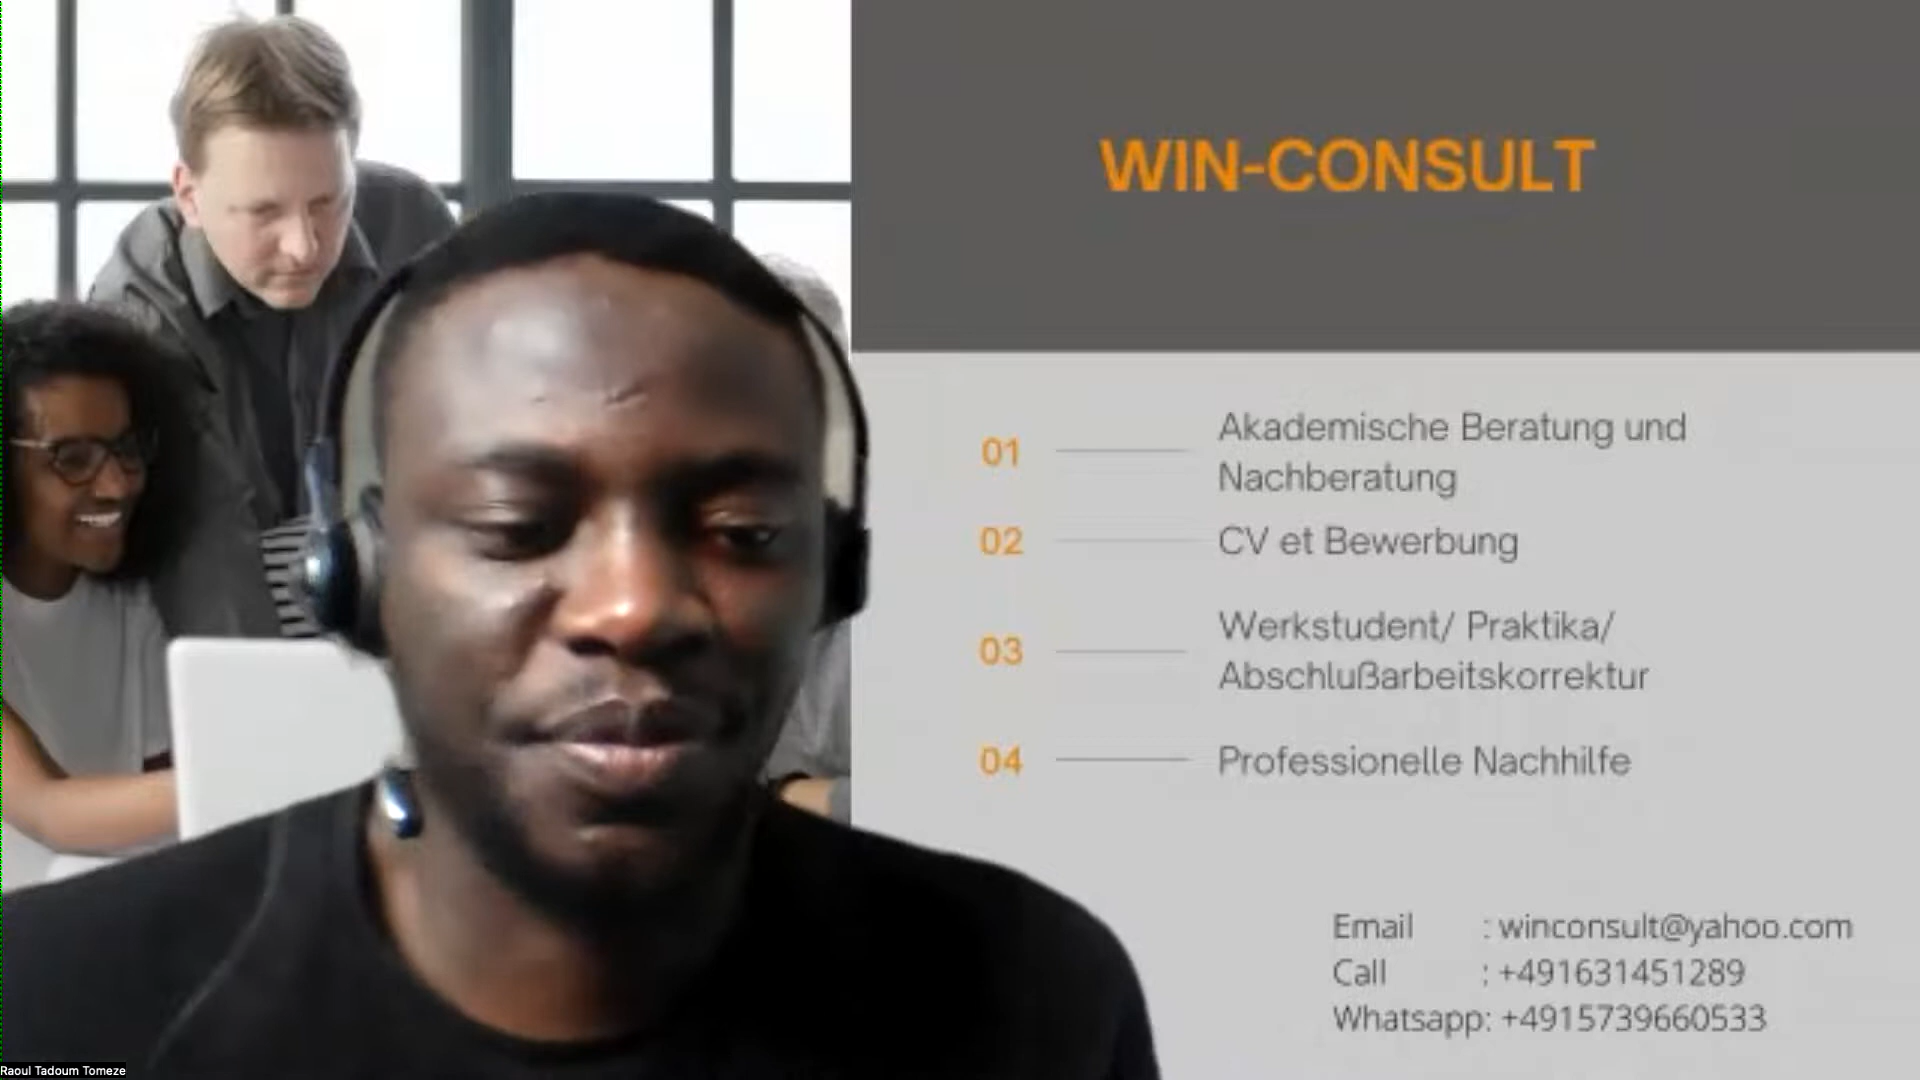 WIN-CONSULT
01
Akademische Beratung und
Nachberatung
02
CV et Bewerbung
03
Werkstudent/ Praktika/
Abschlußarbeitskorrektur
04
Professionelle Nachhilfe
Email : winconsult@yahoo.com
Call : +491631451289
Whatsapp: +4915739660533
Raoul Tadoum Tomeze